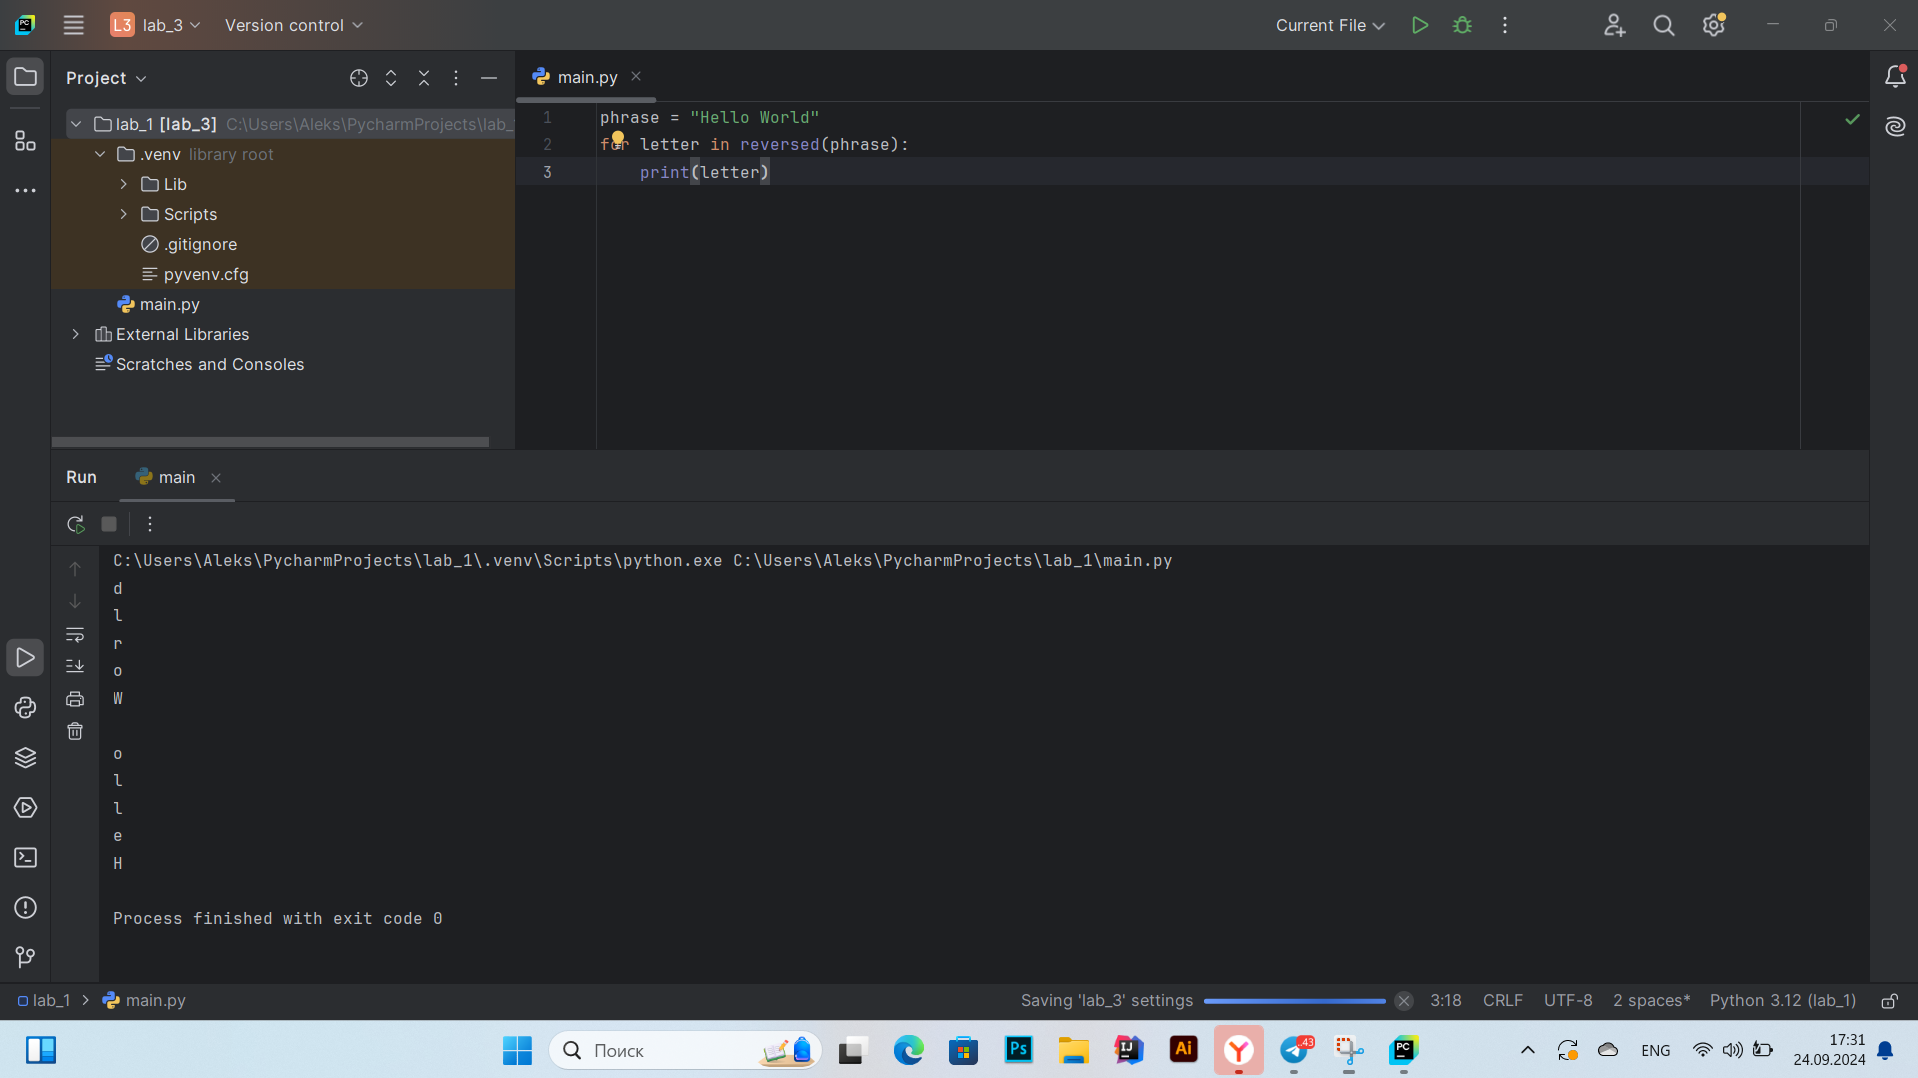 L3 lab_3 Version control Current File
Project
main.py
lab_1 [lab_3] C:\Users\Aleks\PycharmProjects\lab_
.venv library root
Lib
Scripts
.gitignore
pyvenv.cfg
main.py
External Libraries
Scratches and Consoles
1 phrase = "Hello World"
2 for letter in reversed(phrase):
3 print(letter)
Run main
C:\Users\Aleks\PycharmProjects\lab_1\.venv\Scripts\python.exe C:\Users\Aleks\PycharmProjects\lab_1\main.py
d
l
r
o
W
o
l
l
e
H
Process finished with exit code 0
lab_1 main.py Saving 'lab_3' settings 3:18 CRLF UTF-8 2 spaces* Python 3.12 (lab_1)
Поиск
Ps
IJ
Ai
Y
43
PC
ENG
17:31
24.09.2024